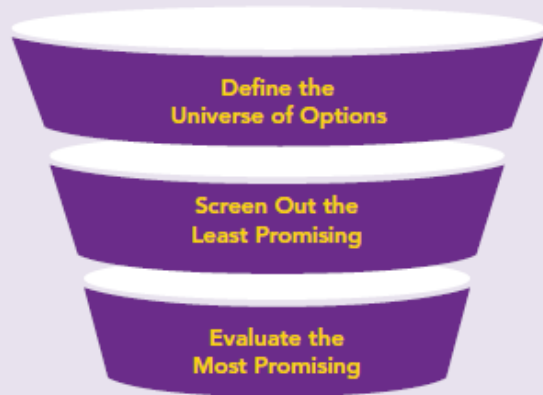 Define the
Universe of Options
Screen Out the
Least Promising
Evaluate the
Most Promising